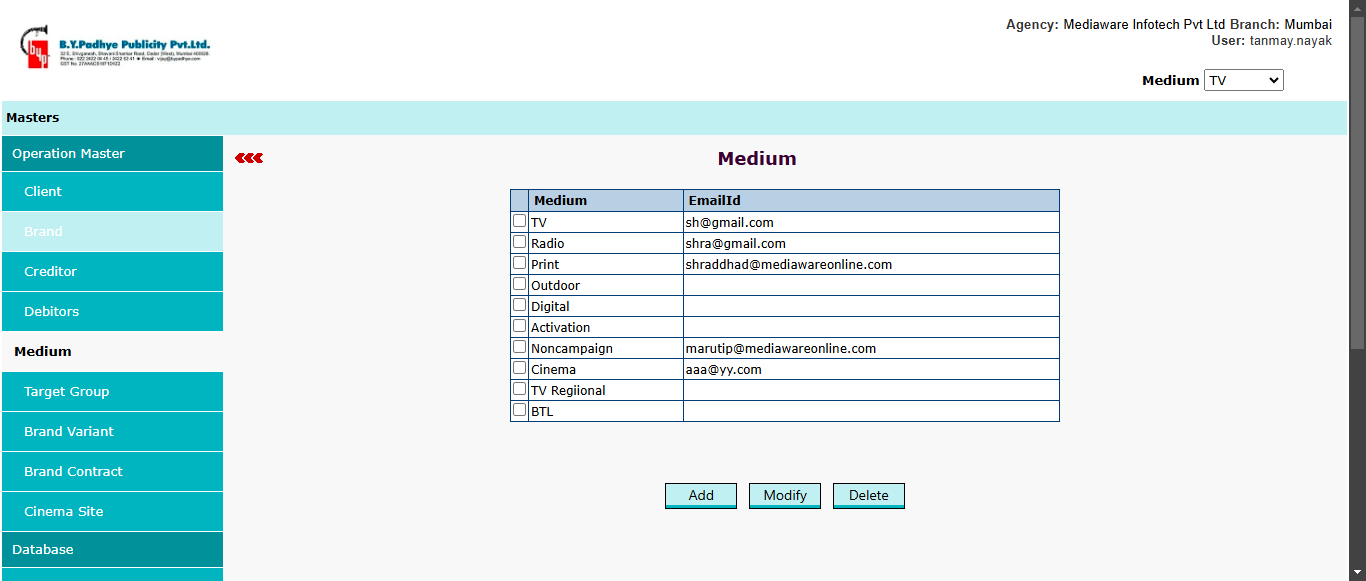 Agency: Mediaware Infotech Pvt Ltd Branch: Mumbai
User: tanmay.nayak
byp
B.Y.Padhye Publicity Pvt.Ltd.
Medium TV
Masters
Operation Master
Client
Brand
Creditor
Debitors
Medium
Target Group
Brand Variant
Brand Contract
Cinema Site
Database
Medium
Medium EmailId
TV sh@gmail.com
Radio shra@gmail.com
Print shraddhad@mediawareonline.com
Outdoor
Digital
Activation
Noncampaign marutip@mediawareonline.com
Cinema aaa@yy.com
TV Regiional
BTL
Add Modify Delete